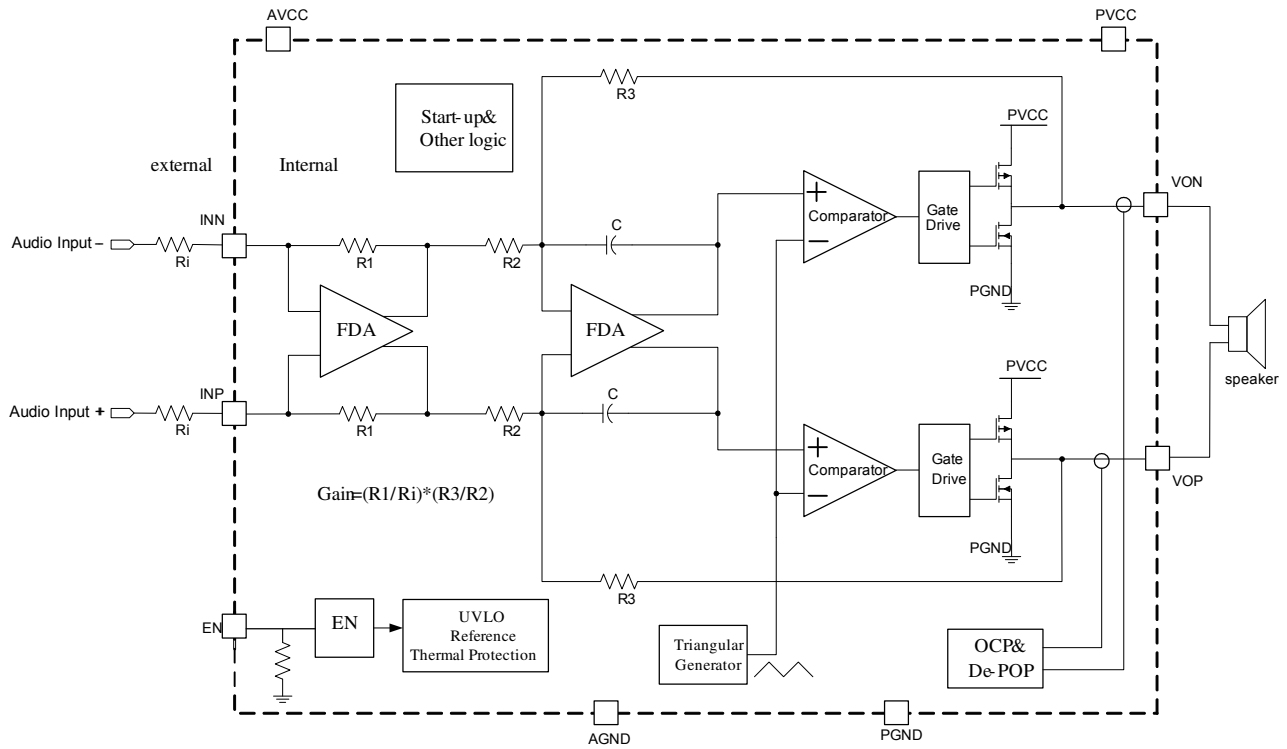 AVCC
PVCC
R3
Start-up&
Other logic
PVCC
external
Internal
VON
INN
C
Comparator
Gate
Drive
Audio Input –
Ri
R1
R2
PGND
FDA
FDA
PVCC
speaker
INP
C
Audio Input +
Ri
R1
R2
Comparator
Gate
Drive
VOP
Gain=(R1/Ri)*(R3/R2)
PGND
R3
EN
EN
UVLO
Reference
Thermal Protection
Triangular
Generator
OCP&
De-POP
AGND
PGND